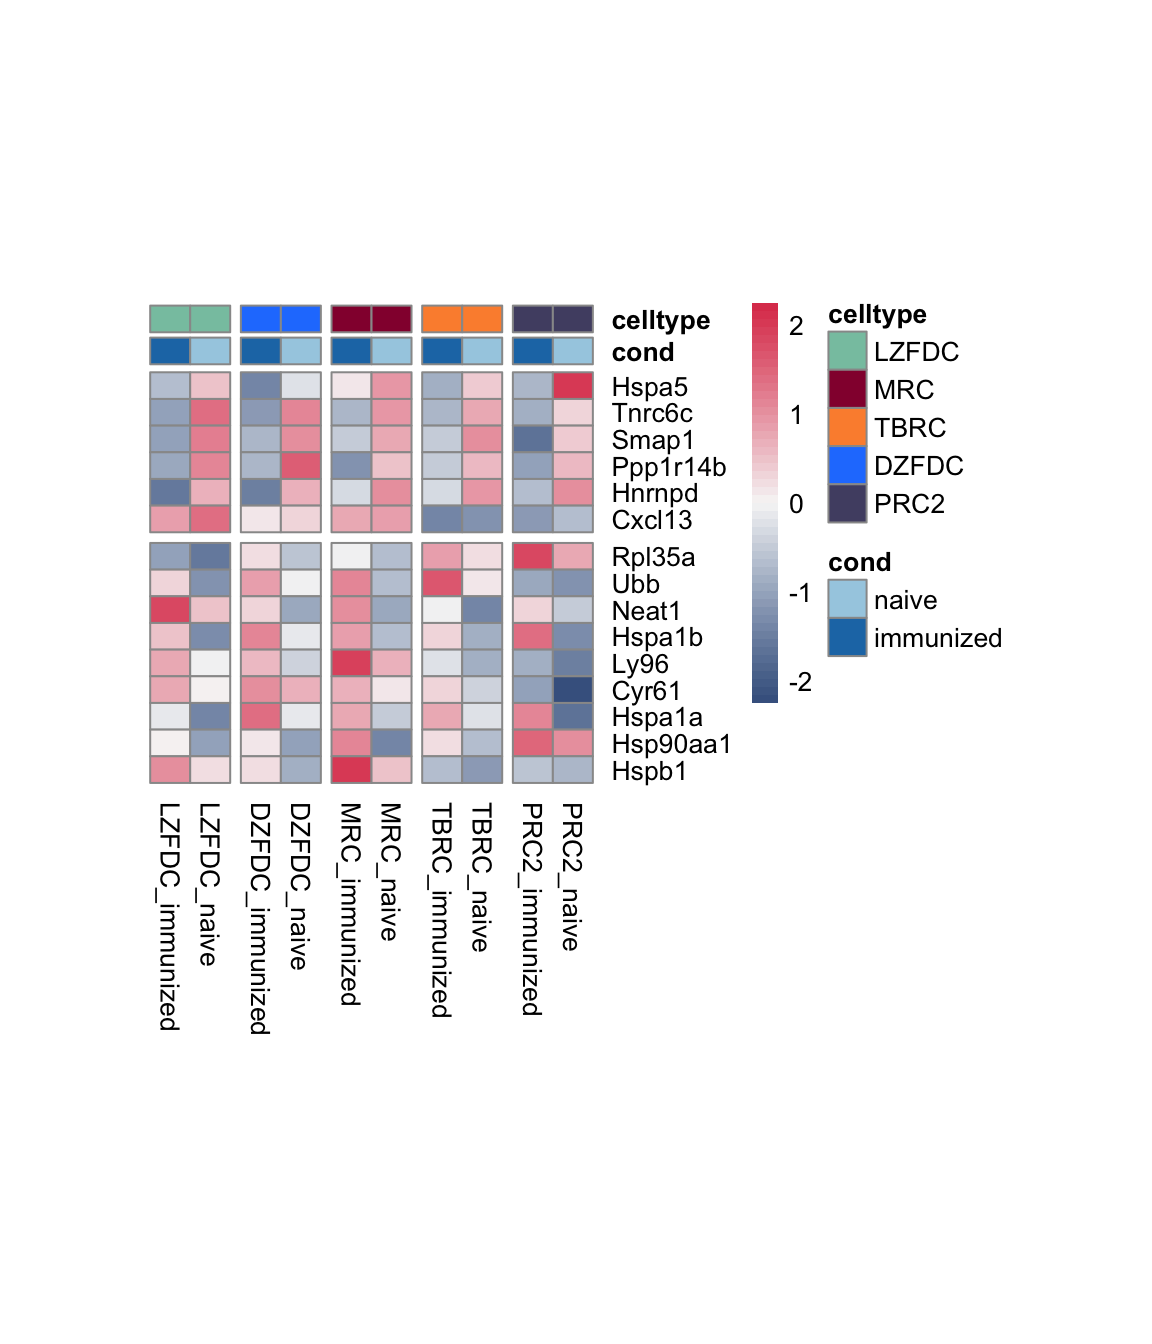 celltype
cond
Hspa5
Tnrc6c
Smap1
Ppp1r14b
Hnrnpd
Cxcl13
Rpl35a
Ubb
Neat1
Hspa1b
Ly96
Cyr61
Hspa1a
Hsp90aa1
Hspb1
LZFDC_immunized
LZFDC_naive
DZFDC_immunized
DZFDC_naive
MRC_immunized
MRC_naive
TBRC_immunized
TBRC_naive
PRC2_immunized
PRC2_naive
2
1
0
-1
-2
celltype
LZFDC
MRC
TBRC
DZFDC
PRC2
cond
naive
immunized